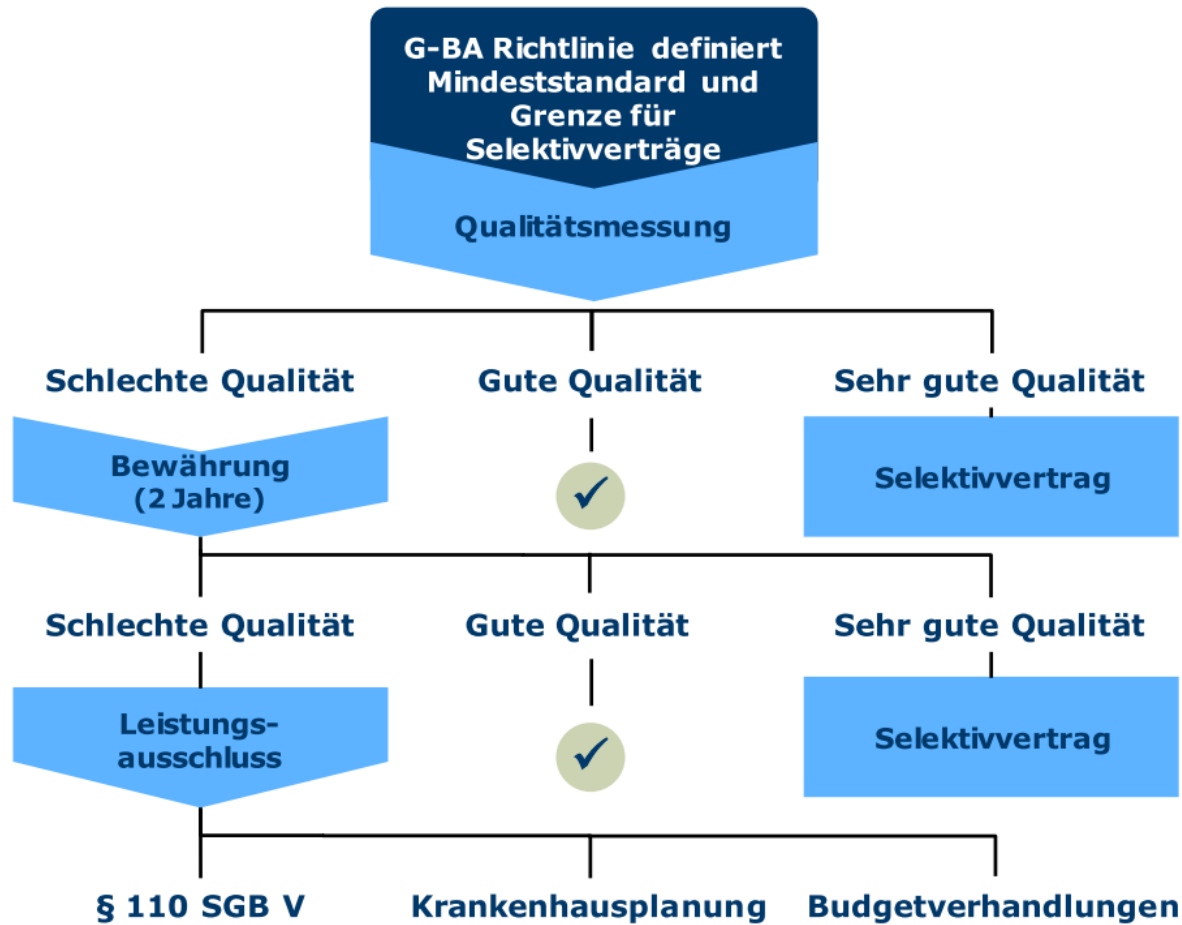 G-BA Richtlinie definiert
Mindeststandard und
Grenze für
Selektivverträge
Qualitätsmessung
Schlechte Qualität
Gute Qualität
Sehr gute Qualität
Bewährung
(2 Jahre)
Selektivvertrag
Schlechte Qualität
Gute Qualität
Sehr gute Qualität
Leistungs-
ausschluss
Selektivvertrag
§ 110 SGB V
Krankenhausplanung
Budgetverhandlungen